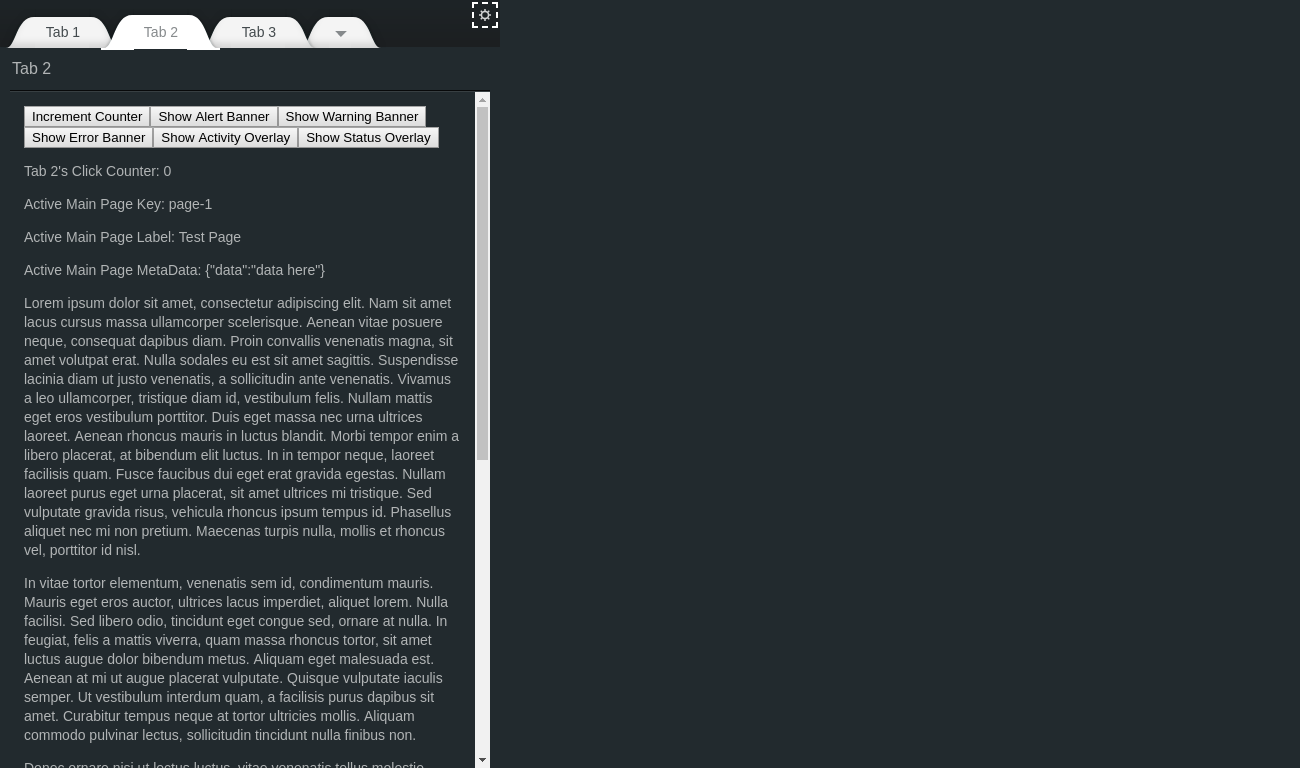 Tab 1
Tab 2
Tab 3
Tab 2
Increment Counter
Show Alert Banner
Show Warning Banner
Show Error Banner
Show Activity Overlay
Show Status Overlay
Tab 2's Click Counter: 0
Active Main Page Key: page-1
Active Main Page Label: Test Page
Active Main Page MetaData: {"data":"data here"}
Lorem ipsum dolor sit amet, consectetur adipiscing elit. Nam sit amet
lacus cursus massa ullamcorper scelerisque. Aenean vitae posuere
neque, consequat dapibus diam. Proin convallis venenatis magna, sit
amet volutpat erat. Nulla sodales eu est sit amet sagittis. Suspendisse
lacinia diam ut justo venenatis, a sollicitudin ante venenatis. Vivamus
a leo ullamcorper, tristique diam id, vestibulum felis. Nullam mattis
eget eros vestibulum porttitor. Duis eget massa nec urna ultrices
laoreet. Aenean rhoncus mauris in luctus blandit. Morbi tempor enim a
libero placerat, at bibendum elit luctus. In in tempor neque, laoreet
facilisis quam. Fusce faucibus dui eget erat gravida egestas. Nullam
laoreet purus eget urna placerat, sit amet ultrices mi tristique. Sed
vulputate gravida risus, vehicula rhoncus ipsum tempus id. Phasellus
aliquet nec mi non pretium. Maecenas turpis nulla, mollis et rhoncus
vel, porttitor id nisl.
In vitae tortor elementum, venenatis sem id, condimentum mauris.
Mauris eget eros auctor, ultrices lacus imperdiet, aliquet lorem. Nulla
facilisi. Sed libero odio, tincidunt eget congue sed, ornare at nulla. In
feugiat, felis a mattis viverra, quam massa rhoncus tortor, sit amet
luctus augue dolor bibendum metus. Aliquam eget malesuada est.
Aenean at mi ut augue placerat vulputate. Quisque vulputate iaculis
semper. Ut vestibulum interdum quam, a facilisis purus dapibus sit
amet. Curabitur tempus neque at tortor ultricies mollis. Aliquam
commodo pulvinar lectus, sollicitudin tincidunt nulla finibus non.
Donec ornare nisi ut lectus luctus, vitae venenatis tellus molestie.